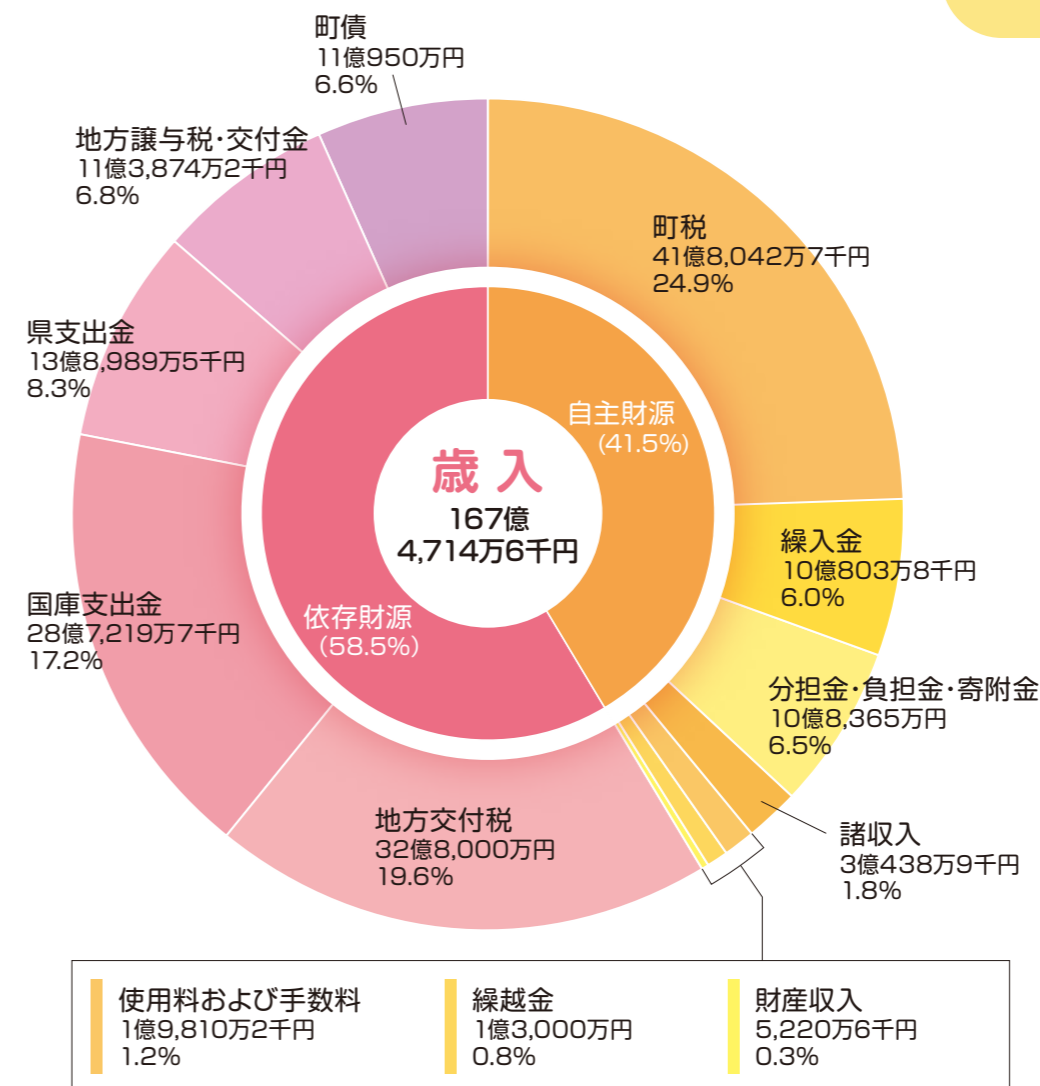 町債
11億950万円
6.6%
地方譲与税・交付金
11億3,874万2千円
6.8%
県支出金
13億8,989万5千円
8.3%
国庫支出金
28億7,219万7千円
17.2%
地方交付税
32億8,000万円
19.6%
町税
41億8,042万7千円
24.9%
繰入金
10億803万8千円
6.0%
分担金・負担金・寄附金
10億8,365万円
6.5%
諸収入
3億438万9千円
1.8%
自主財源
(41.5%)
歳入
167億
4,714万6千円
依存財源
(58.5%)
使用料および手数料
1億9,810万2千円
1.2%
繰越金
1億3,000万円
0.8%
財産収入
5,220万6千円
0.3%